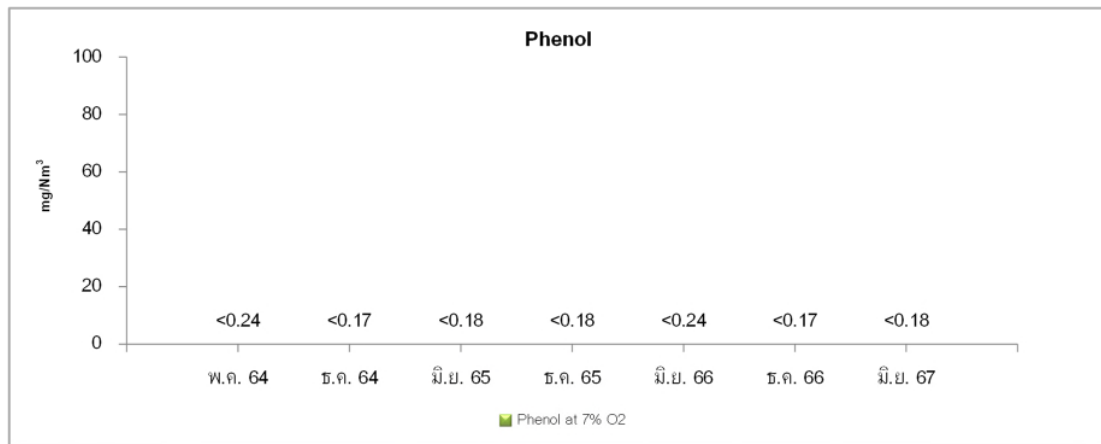 Phenol
100
80
60
40
20
0
mg/Nm³
<0.24 <0.17 <0.18 <0.18 <0.24 <0.17 <0.18
พ.ค. 64 ธ.ค. 64 มิ.ย. 65 ธ.ค. 65 มิ.ย. 66 ธ.ค. 66 มิ.ย. 67
Phenol at 7% O2